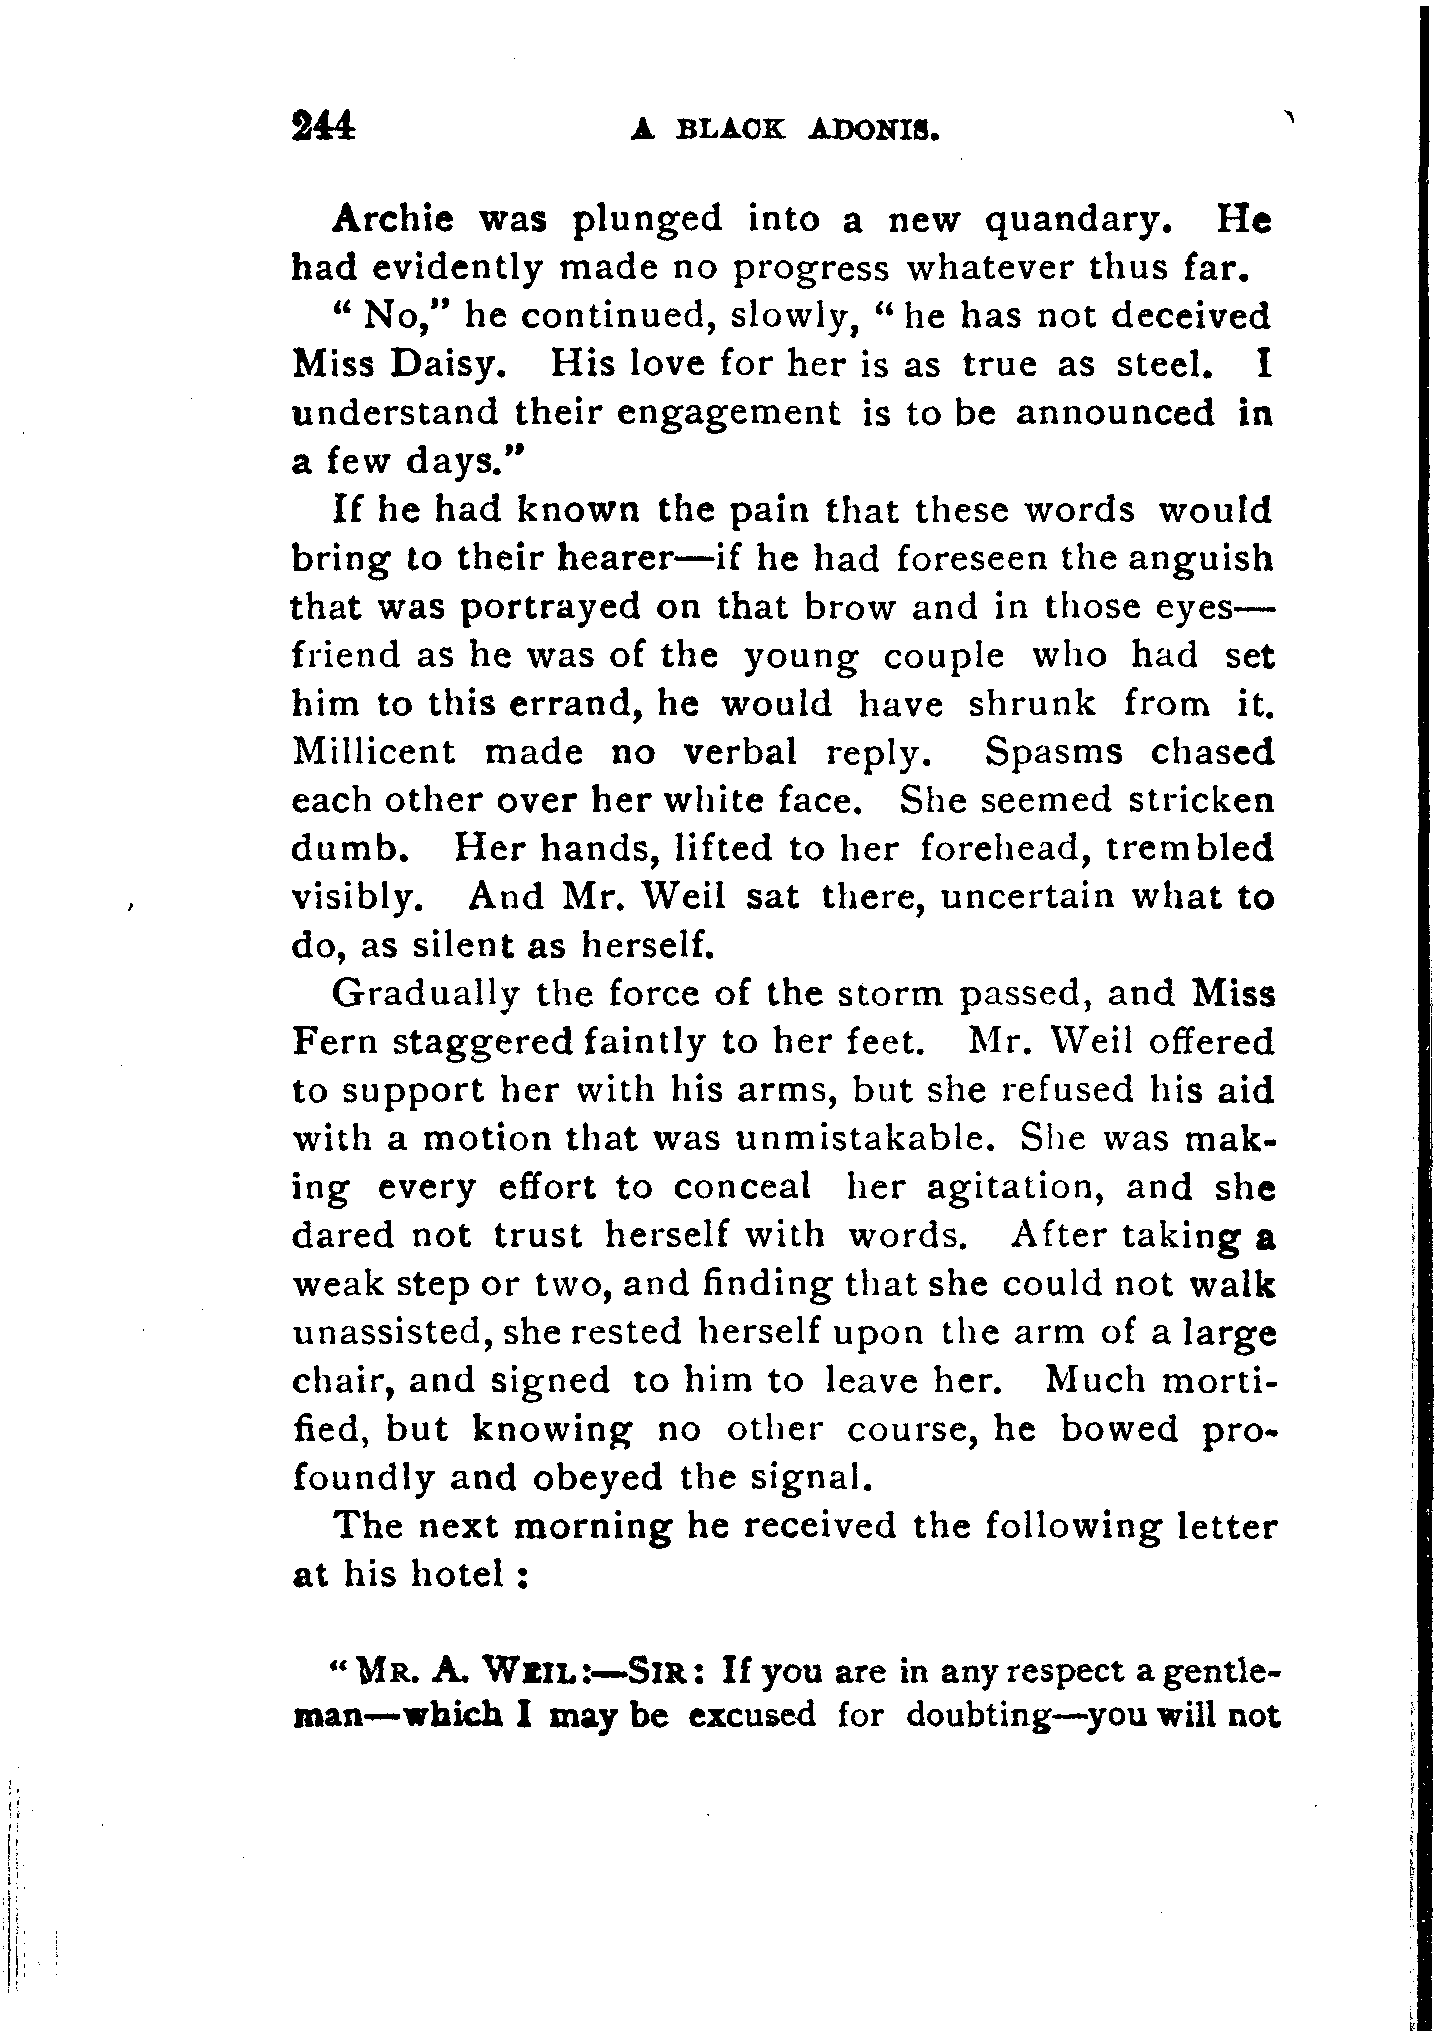 244 A BLACK ADONIS.
Archie was plunged into a new quandary. He
had evidently made no progress whatever thus far.
" No," he continued, slowly, " he has not deceived
Miss Daisy. His love for her is as true as steel. I
understand their engagement is to be announced in
a few days."
If he had known the pain that these words would
bring to their hearer—if he had foreseen the anguish
that was portrayed on that brow and in those eyes—
friend as he was of the young couple who had set
him to this errand, he would have shrunk from it.
Millicent made no verbal reply. Spasms chased
each other over her white face. She seemed stricken
dumb. Her hands, lifted to her forehead, trembled
visibly. And Mr. Weil sat there, uncertain what to
do, as silent as herself.
Gradually the force of the storm passed, and Miss
Fern staggered faintly to her feet. Mr. Weil offered
to support her with his arms, but she refused his aid
with a motion that was unmistakable. She was mak-
ing every effort to conceal her agitation, and she
dared not trust herself with words. After taking a
weak step or two, and finding that she could not walk
unassisted, she rested herself upon the arm of a large
chair, and signed to him to leave her. Much morti-
fied, but knowing no other course, he bowed pro-
foundly and obeyed the signal.
The next morning he received the following letter
at his hotel :
" MR. A. WEIL:—SIR: If you are in any respect a gentle-
man—which I may be excused for doubting—you will not